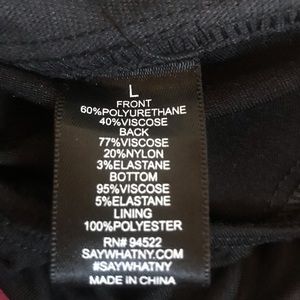 L
FRONT
60%POLYURETHANE
40%VISCOSE
BACK
77%VISCOSE
20%NYLON
3%ELASTANE
BOTTOM
95%VISCOSE
5%ELASTANE
LINING
100%POLYESTER
RN# 94522
SAYWHATNY.COM
#SAYWHATNY
MADE IN CHINA